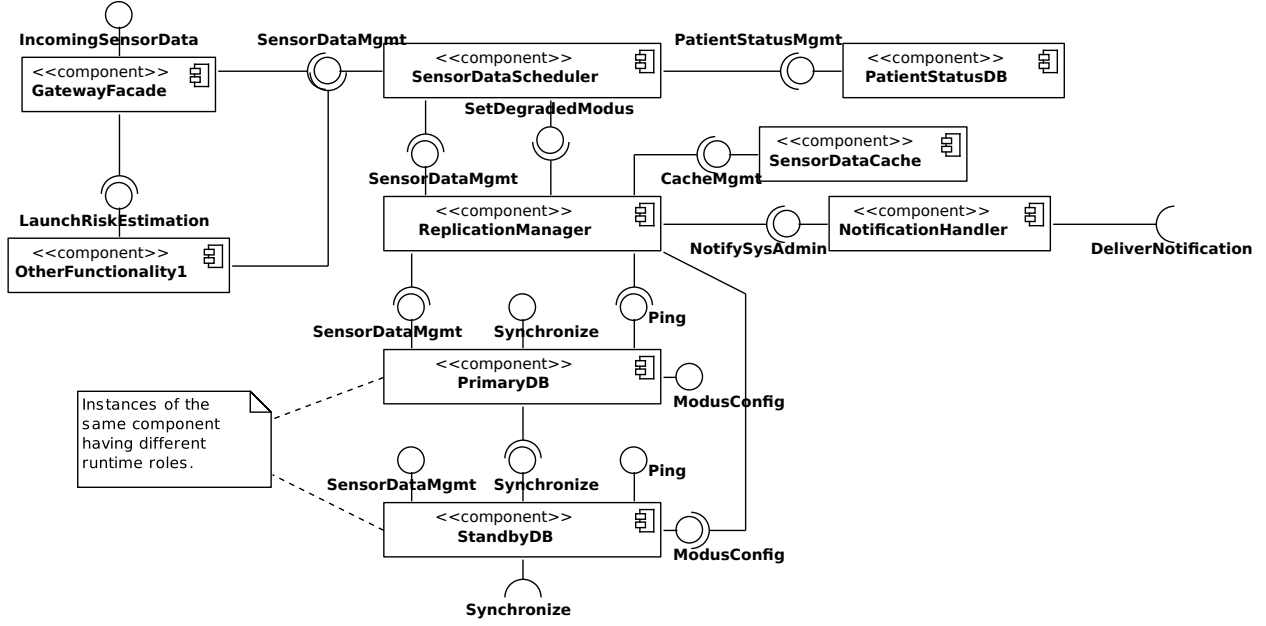 IncomingSensorData
SensorDataMgmt
PatientStatusMgmt
<<component>>
GatewayFacade
<<component>>
SensorDataScheduler
<<component>>
PatientStatusDB
SetDegradedModus
<<component>>
SensorDataCache
SensorDataMgmt
CacheMgmt
LaunchRiskEstimation
<<component>>
ReplicationManager
<<component>>
NotificationHandler
NotifySysAdmin
DeliverNotification
<<component>>
OtherFunctionality1
SensorDataMgmt
Synchronize
Ping
<<component>>
PrimaryDB
ModusConfig
Instances of the
same component
having different
runtime roles.
SensorDataMgmt
Synchronize
Ping
<<component>>
StandbyDB
ModusConfig
Synchronize